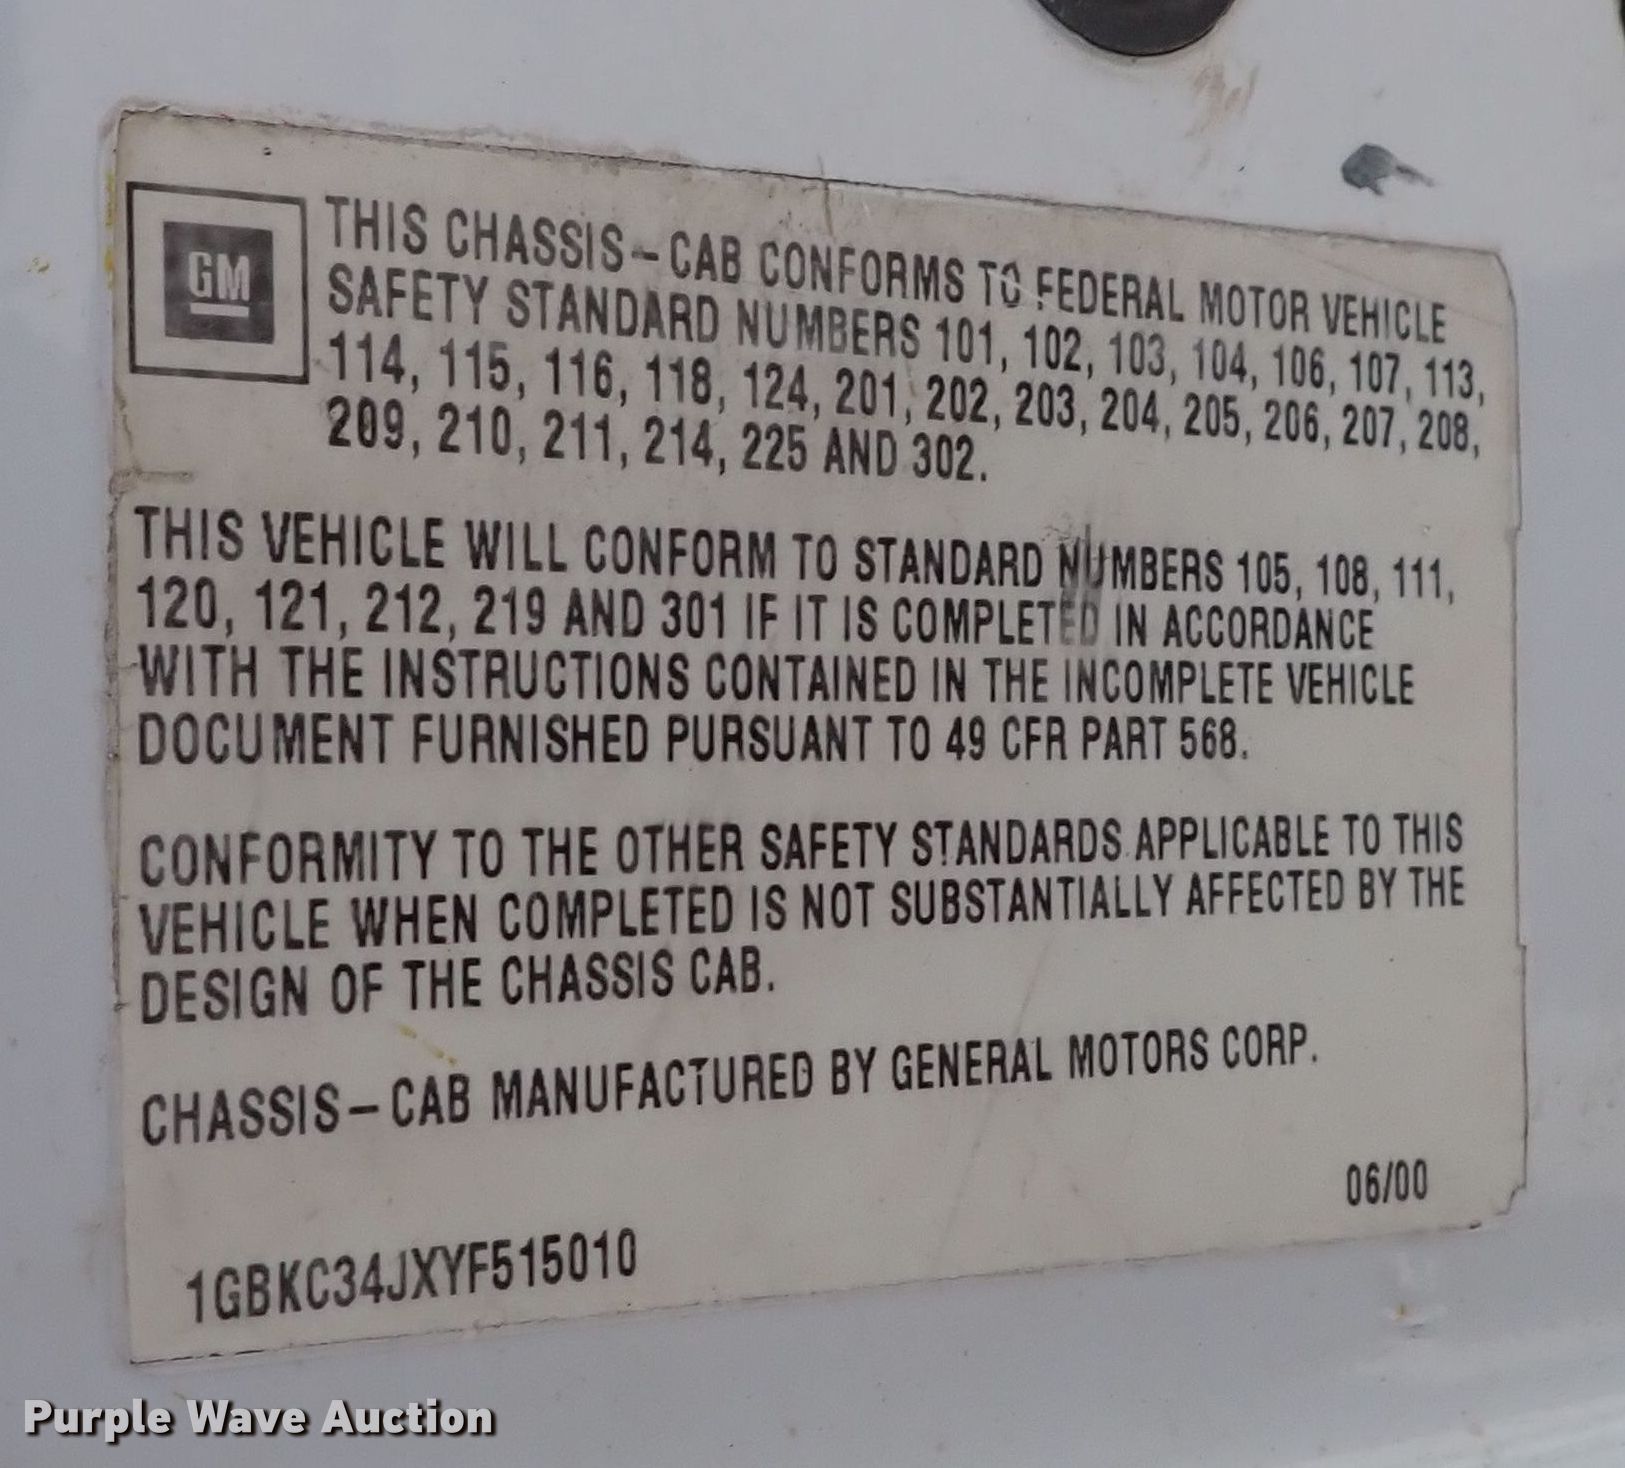 GM
THIS CHASSIS-CAB CONFORMS TO FEDERAL MOTOR VEHICLE
SAFETY STANDARD NUMBERS 101, 102, 103, 104, 106, 107, 113,
114, 115, 116, 118, 124, 201, 202, 203, 204, 205, 206, 207, 208,
209, 210, 211, 214, 225 AND 302.
THIS VEHICLE WILL CONFORM TO STANDARD NUMBERS 105, 108, 111,
120, 121, 212, 219 AND 301 IF IT IS COMPLETED IN ACCORDANCE
WITH THE INSTRUCTIONS CONTAINED IN THE INCOMPLETE VEHICLE
DOCUMENT FURNISHED PURSUANT TO 49 CFR PART 568.
CONFORMITY TO THE OTHER SAFETY STANDARDS APPLICABLE TO THIS
VEHICLE WHEN COMPLETED IS NOT SUBSTANTIALLY AFFECTED BY THE
DESIGN OF THE CHASSIS CAB.
CHASSIS-CAB MANUFACTURED BY GENERAL MOTORS CORP.
06/00
1GBKC34JXYF515010
Purple Wave Auction